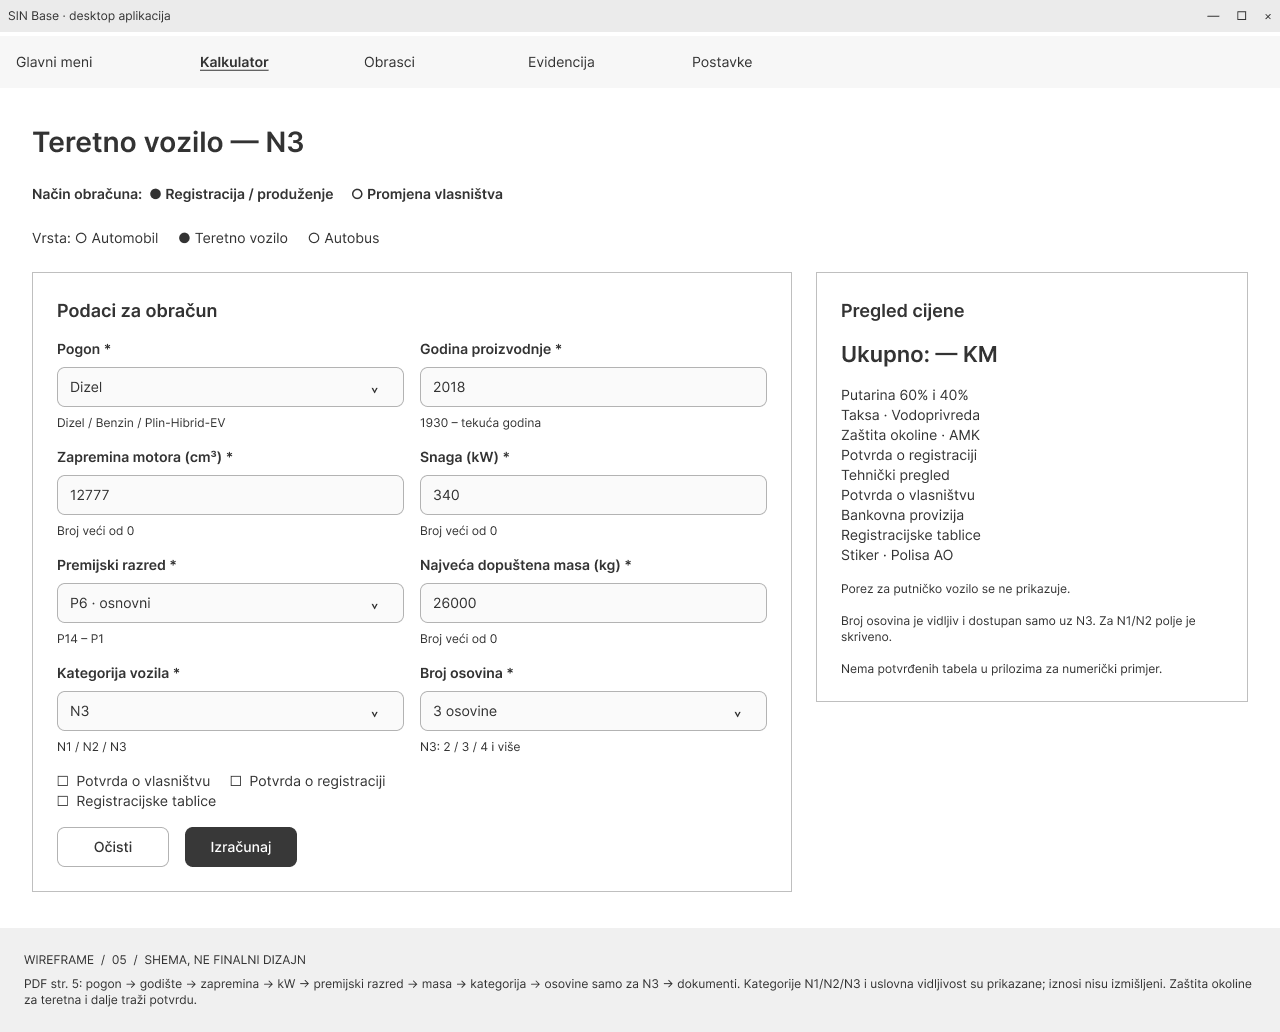 SIN Base · desktop aplikacija
Glavni meni Kalkulator Obrasci Evidencija Postavke
Teretno vozilo — N3
Način obračuna: ● Registracija / produženje ○ Promjena vlasništva
Vrsta: ○ Automobil ● Teretno vozilo ○ Autobus
Podaci za obračun
Pogon * Godina proizvodnje *
Dizel 2018
Dizel / Benzin / Plin-Hibrid-EV 1930 – tekuća godina
Zapremina motora (cm³) * Snaga (kW) *
12777 340
Broj veći od 0 Broj veći od 0
Premijski razred * Najveća dopuštena masa (kg) *
P6 · osnovni 26000
P14 – P1 Broj veći od 0
Kategorija vozila * Broj osovina *
N3 3 osovine
N1 / N2 / N3 N3: 2 / 3 / 4 i više
☐ Potvrda o vlasništvu ☐ Potvrda o registraciji
☐ Registracijske tablice
Očisti Izračunaj
Pregled cijene
Ukupno: — KM
Putarina 60% i 40%
Taksa · Vodoprivreda
Zaštita okoline · AMK
Potvrda o registraciji
Tehnički pregled
Potvrda o vlasništvu
Bankovna provizija
Registracijske tablice
Stiker · Polisa AO
Porez za putničko vozilo se ne prikazuje.
Broj osovina je vidljiv i dostupan samo uz N3. Za N1/N2 polje je
skriveno.
Nema potvrđenih tabela u prilozima za numerički primjer.
WIREFRAME / 05 / SHEMA, NE FINALNI DIZAJN
PDF str. 5: pogon → godište → zapremina → kW → premijski razred → masa → kategorija → osovine samo za N3 → dokumenti. Kategorije N1/N2/N3 i uslovna vidljivost su prikazane; iznosi nisu izmišljeni. Zaštita okoline
za teretna i dalje traži potvrdu.